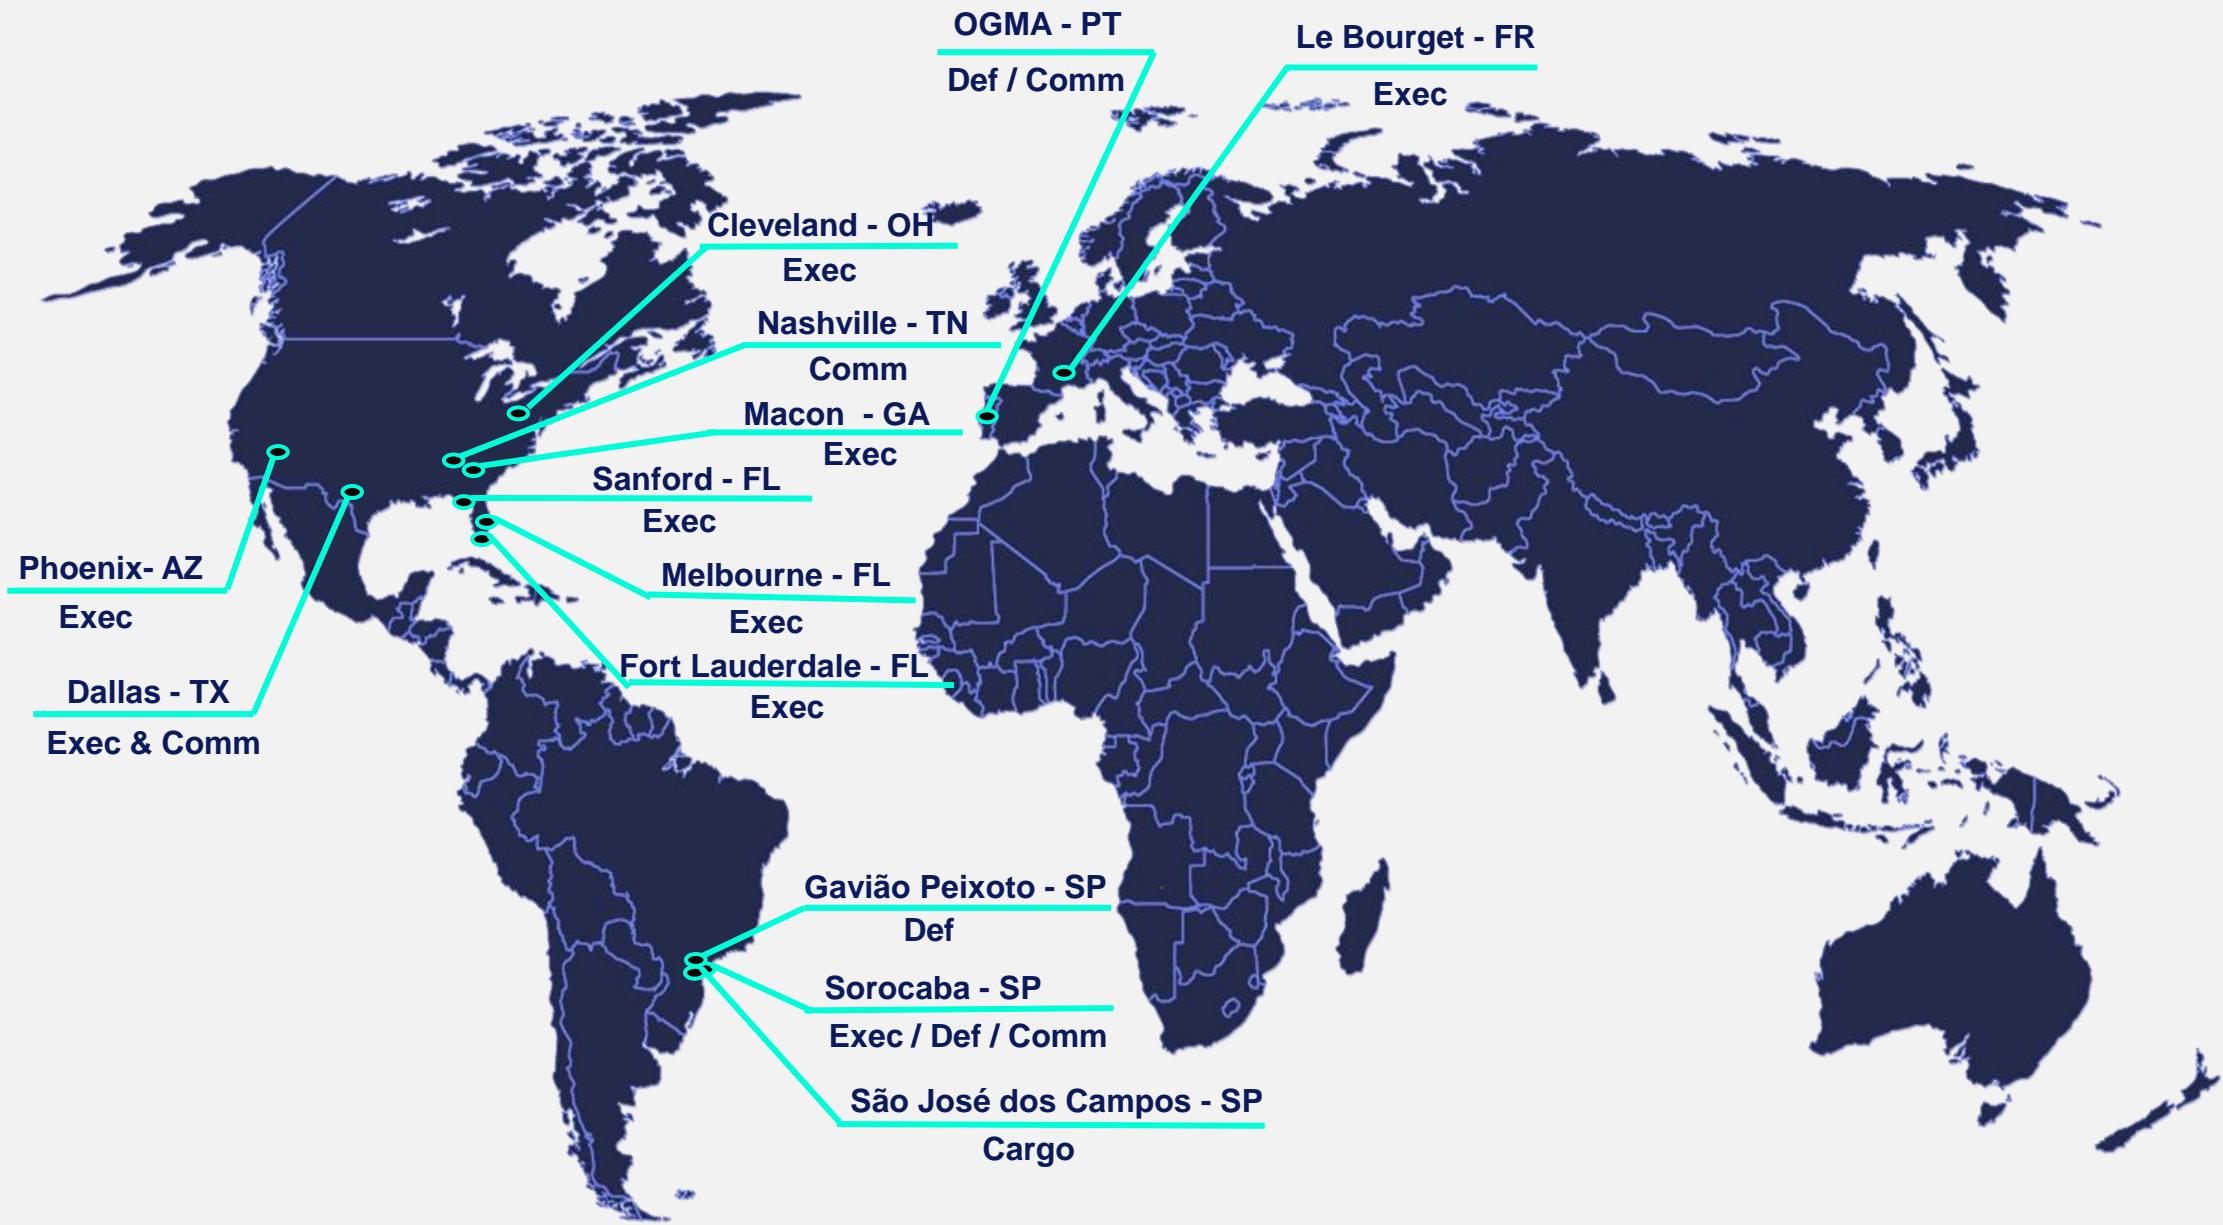 OGMA - PT
Def / Comm
Le Bourget - FR
Exec
Cleveland - OH
Exec
Nashville - TN
Comm
Macon - GA
Exec
Sanford - FL
Exec
Phoenix- AZ
Exec
Melbourne - FL
Exec
Fort Lauderdale - FL
Exec
Dallas - TX
Exec & Comm
Gavião Peixoto - SP
Def
Sorocaba - SP
Exec / Def / Comm
São José dos Campos - SP
Cargo